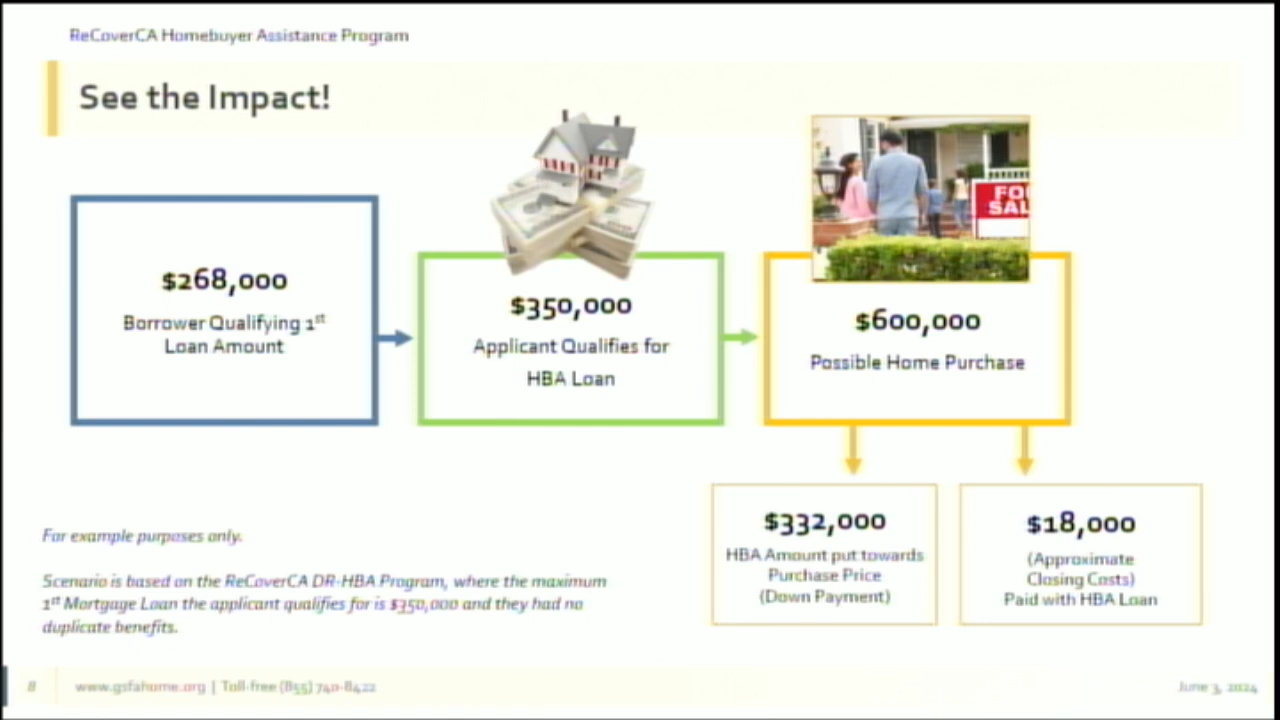 ReCoverCA Homebuyer Assistance Program
See the Impact!
$268,000
Borrower Qualifying 1st
Loan Amount
$350,000
Applicant Qualifies for
HBA Loan
FO
SAL
$600,000
Possible Home Purchase
$332,000
HBA Amount put towards
Purchase Price
(Down Payment)
$18,000
(Approximate
Closing Costs)
Paid with HBA Loan
For example purposes only.
Scenario is based on the ReCoverCA DR-HBA Program, where the maximum
1st Mortgage Loan the applicant qualifies for is $350,000 and they had no
duplicate benefits.
8 www.gsfahome.org | Toll-free (855) 740-8422
June 3, 2024